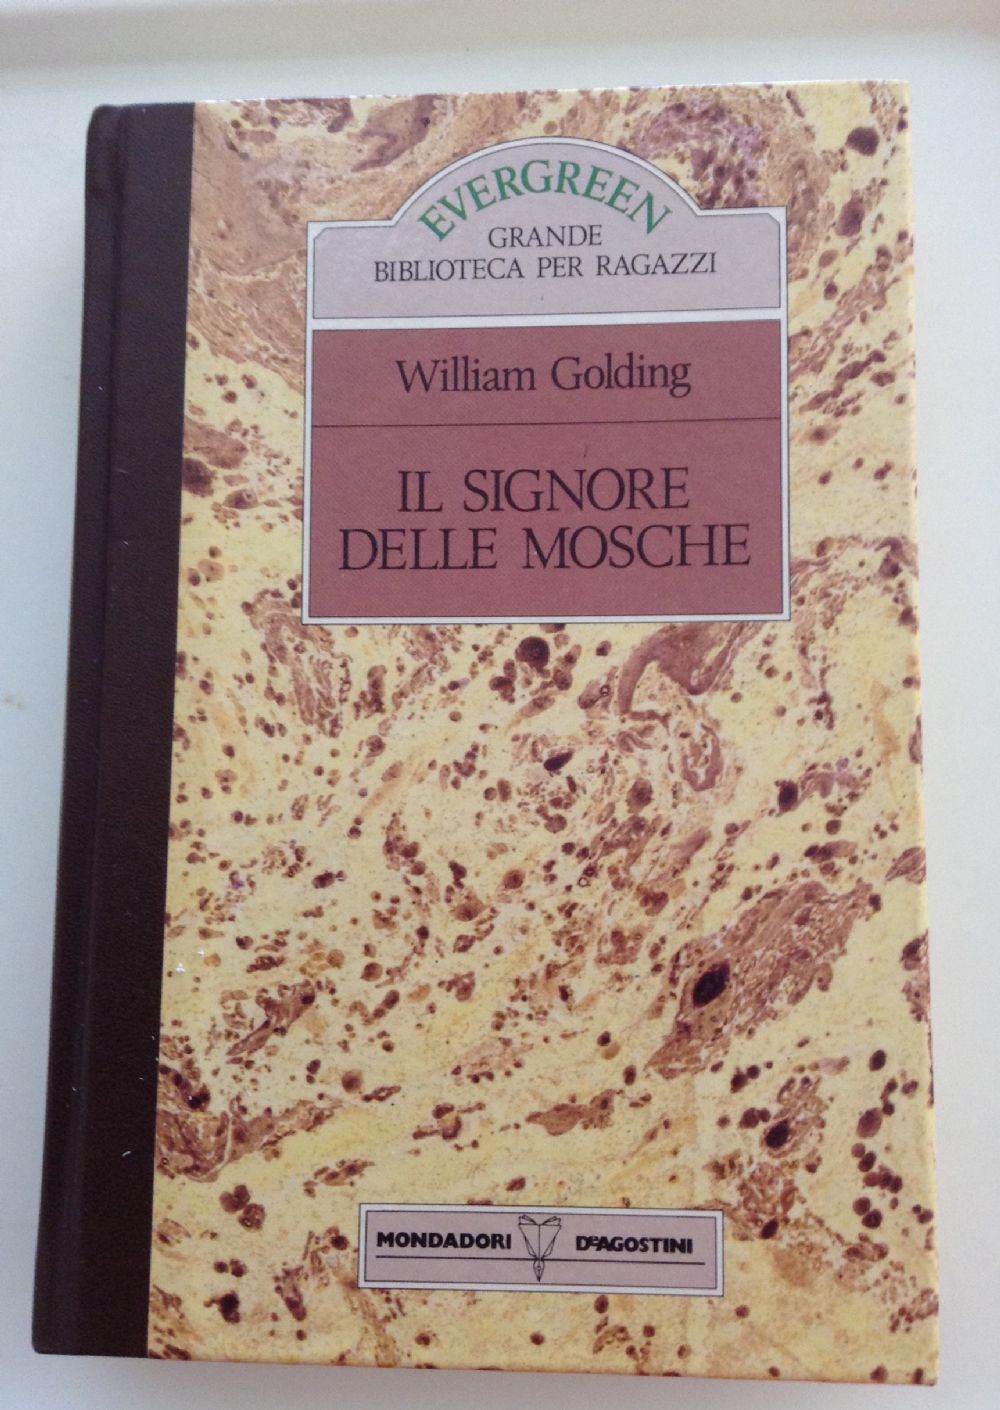 EVERGREEN
GRANDE
BIBLIOTECA PER RAGAZZI
William Golding
IL SIGNORE
DELLE MOSCHE
MONDADORI DeAGOSTINI